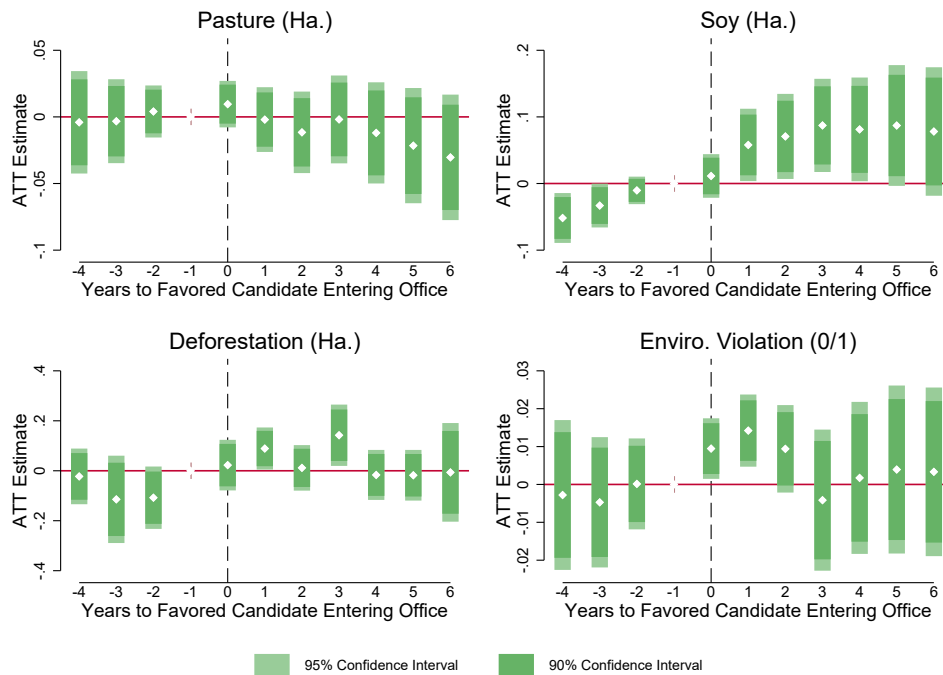 Pasture (Ha.)
ATT Estimate
.05
0
-.05
-.1
-4 -3 -2 -1 0 1 2 3 4 5 6
Years to Favored Candidate Entering Office
Soy (Ha.)
ATT Estimate
.2
.1
0
-.1
-4 -3 -2 -1 0 1 2 3 4 5 6
Years to Favored Candidate Entering Office
Deforestation (Ha.)
ATT Estimate
.4
.2
0
-.2
-.4
-4 -3 -2 -1 0 1 2 3 4 5 6
Years to Favored Candidate Entering Office
Enviro. Violation (0/1)
ATT Estimate
.03
.02
.01
0
-.01
-.02
-4 -3 -2 -1 0 1 2 3 4 5 6
Years to Favored Candidate Entering Office
95% Confidence Interval
90% Confidence Interval